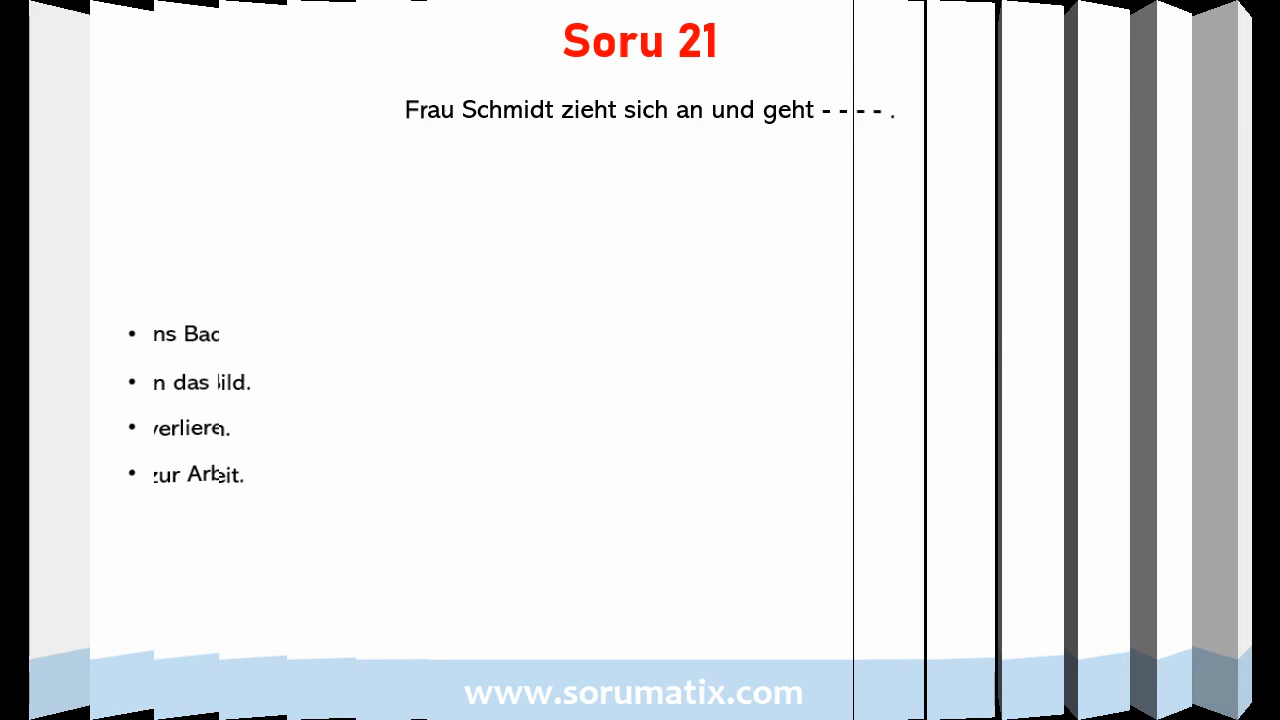 Soru 21
Frau Schmidt zieht sich an und geht - - - - .
• ns Bad
• n das Bild.
• verlieren.
• zur Arbeit.
www.sorumatix.com